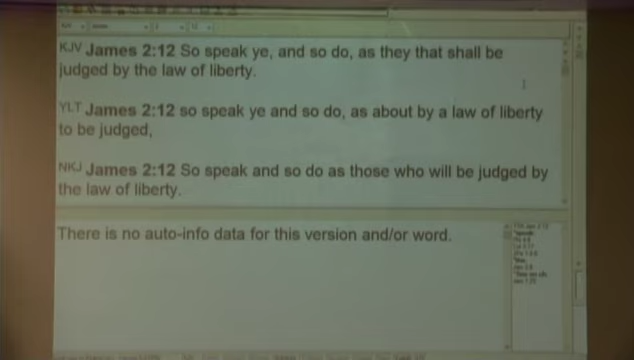 KJV James 2:12 So speak ye, and so do, as they that shall be
judged by the law of liberty.
YLT James 2:12 so speak ye and so do, as about by a law of liberty
to be judged,
NKJ James 2:12 So speak and so do as those who will be judged by
the law of liberty.
There is no auto-info data for this version and/or word.